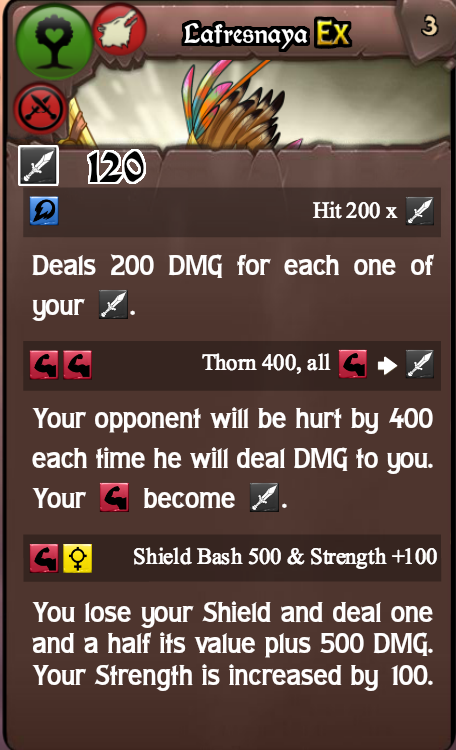 Lafresnaya EX
3
120
Hit 200 x
Deals 200 DMG for each one of
your .
Thorn 400, all
Your opponent will be hurt by 400
each time he will deal DMG to you.
Your become .
Shield Bash 500 & Strength +100
You lose your Shield and deal one
and a half its value plus 500 DMG.
Your Strength is increased by 100.